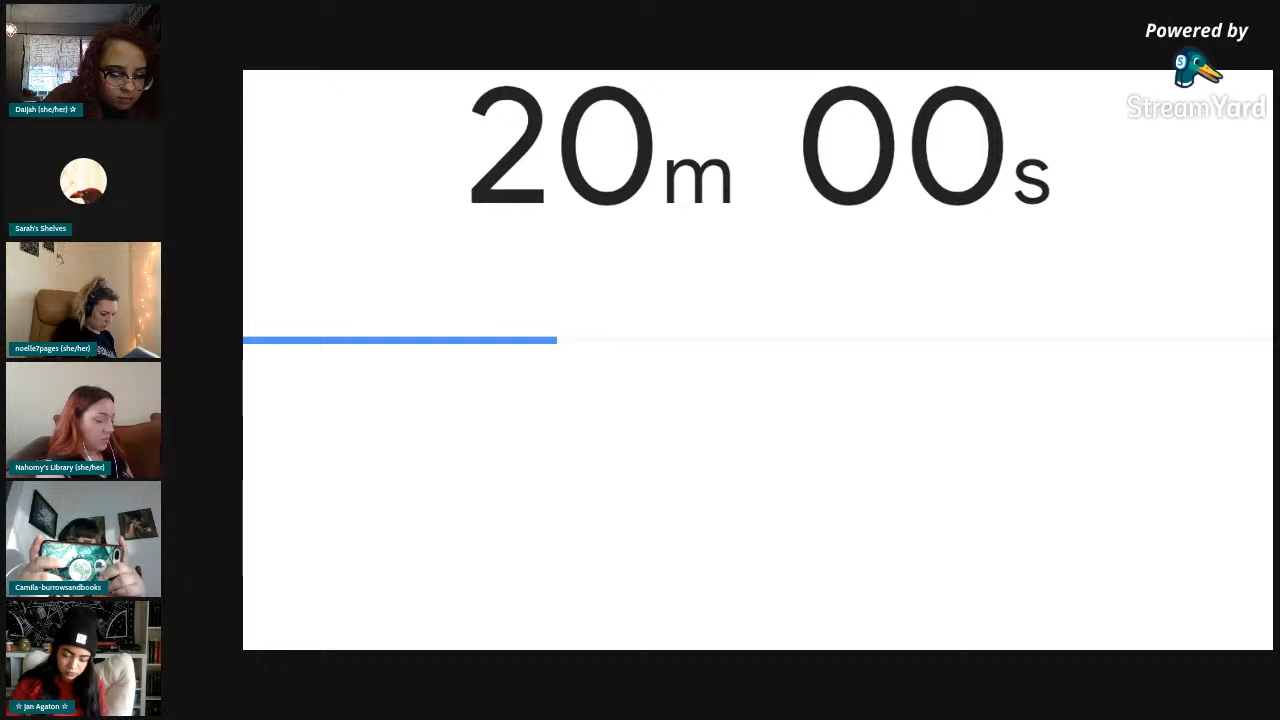 Powered by
StreamYard
20m 00s
Daijah (she/her) ☆
Sarah's Shelves
noelle7pages (she/her)
Nahomy's Library (she/her)
Camila-burrowsandbooks
☆ Jan Agaton ☆